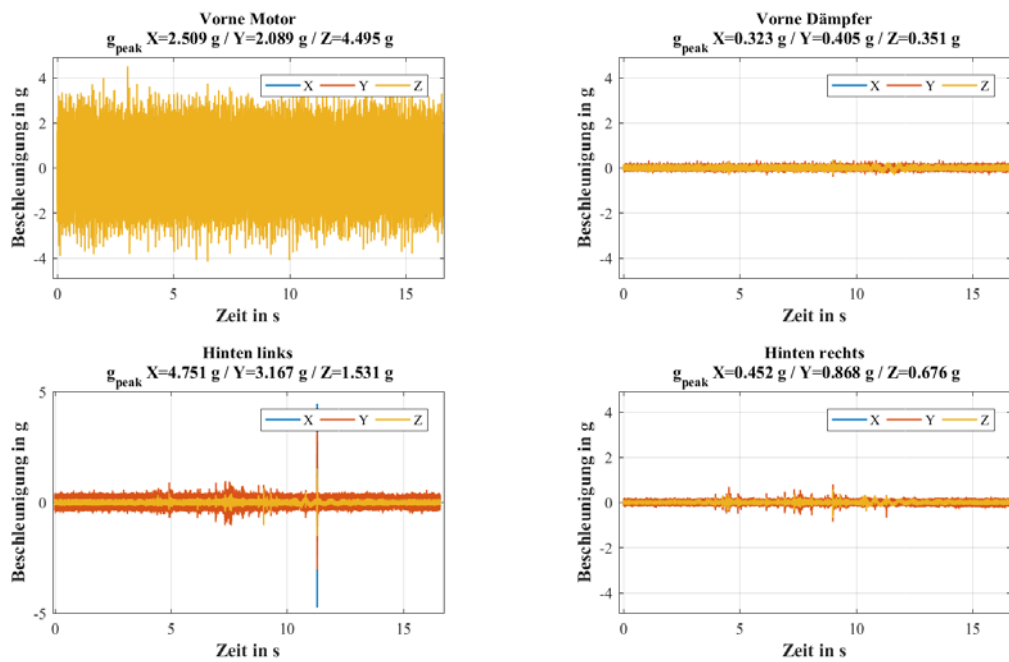 Vorne Motor
g_peak X=2.509 g / Y=2.089 g / Z=4.495 g
X Y Z
Beschleunigung in g
4
2
0
-2
-4
0 5 10 15
Zeit in s
Vorne Dämpfer
g_peak X=0.323 g / Y=0.405 g / Z=0.351 g
X Y Z
Beschleunigung in g
4
2
0
-2
-4
0 5 10 15
Zeit in s
Hinten links
g_peak X=4.751 g / Y=3.167 g / Z=1.531 g
X Y Z
Beschleunigung in g
5
0
-5
0 5 10 15
Zeit in s
Hinten rechts
g_peak X=0.452 g / Y=0.868 g / Z=0.676 g
X Y Z
Beschleunigung in g
4
2
0
-2
-4
0 5 10 15
Zeit in s